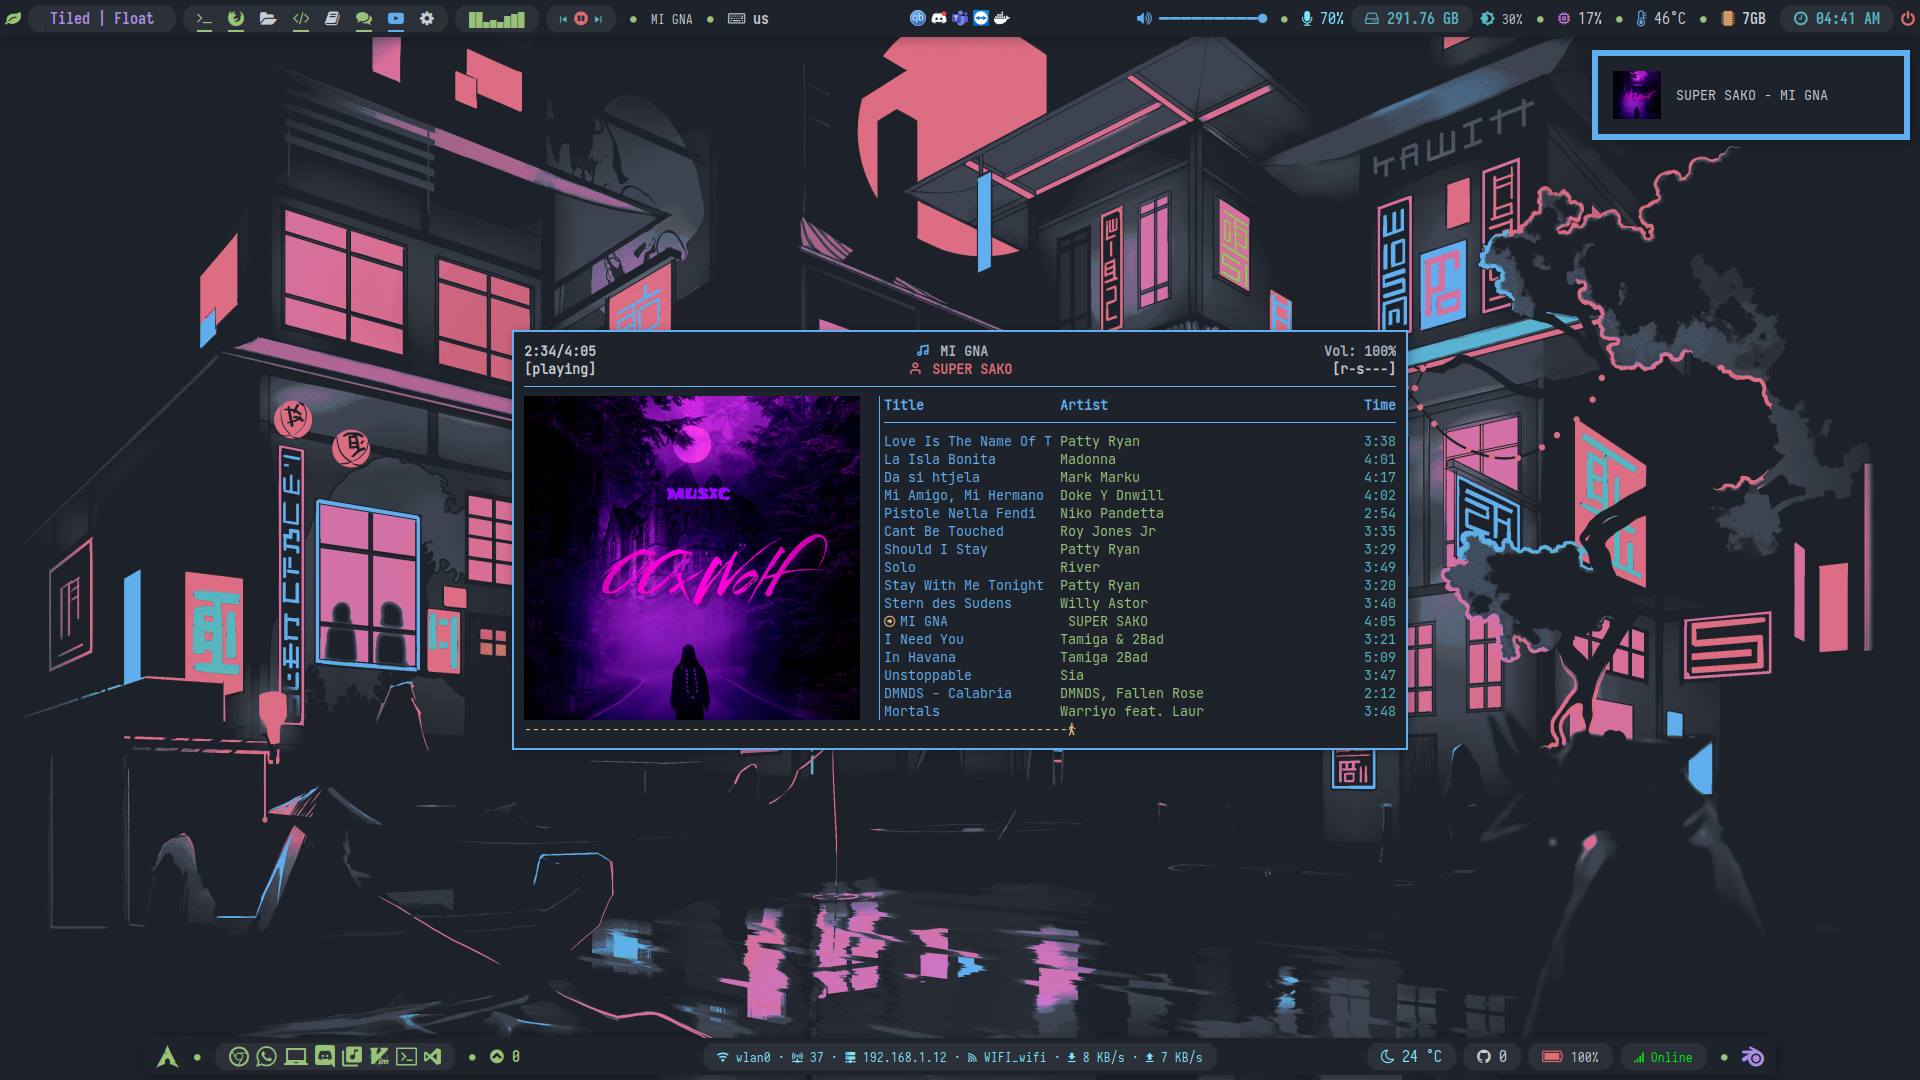 Tiled | Float
MI GNA
us
70%
291.76 GB
30%
17%
46°C
7GB
04:41 AM
SUPER SAKO - MI GNA
KAWITT
2:34/4:05
MI GNA
Vol: 100%
[playing]
SUPER SAKO
[r-s---]
Title Artist Time
Love Is The Name Of T Patty Ryan 3:38
La Isla Bonita Madonna 4:01
Da si htjela Mark Marku 4:17
Mi Amigo, Mi Hermano Doke Y Dnwill 4:02
Pistole Nella Fendi Niko Pandetta 2:54
Cant Be Touched Roy Jones Jr 3:35
Should I Stay Patty Ryan 3:29
Solo River 3:49
Stay With Me Tonight Patty Ryan 3:20
Stern des Sudens Willy Astor 3:40
MI GNA SUPER SAKO 4:05
I Need You Tamiga & 2Bad 3:21
In Havana Tamiga 2Bad 5:09
Unstoppable Sia 3:47
DMNDS - Calabria DMNDS, Fallen Rose 2:12
Mortals Warriyo feat. Laur 3:48
MUSIC
CCxWolf
0
wlan0 · 37 · 192.168.1.12 · WIFI_wifi · 8 KB/s · 7 KB/s
24 °C
0
100%
Online